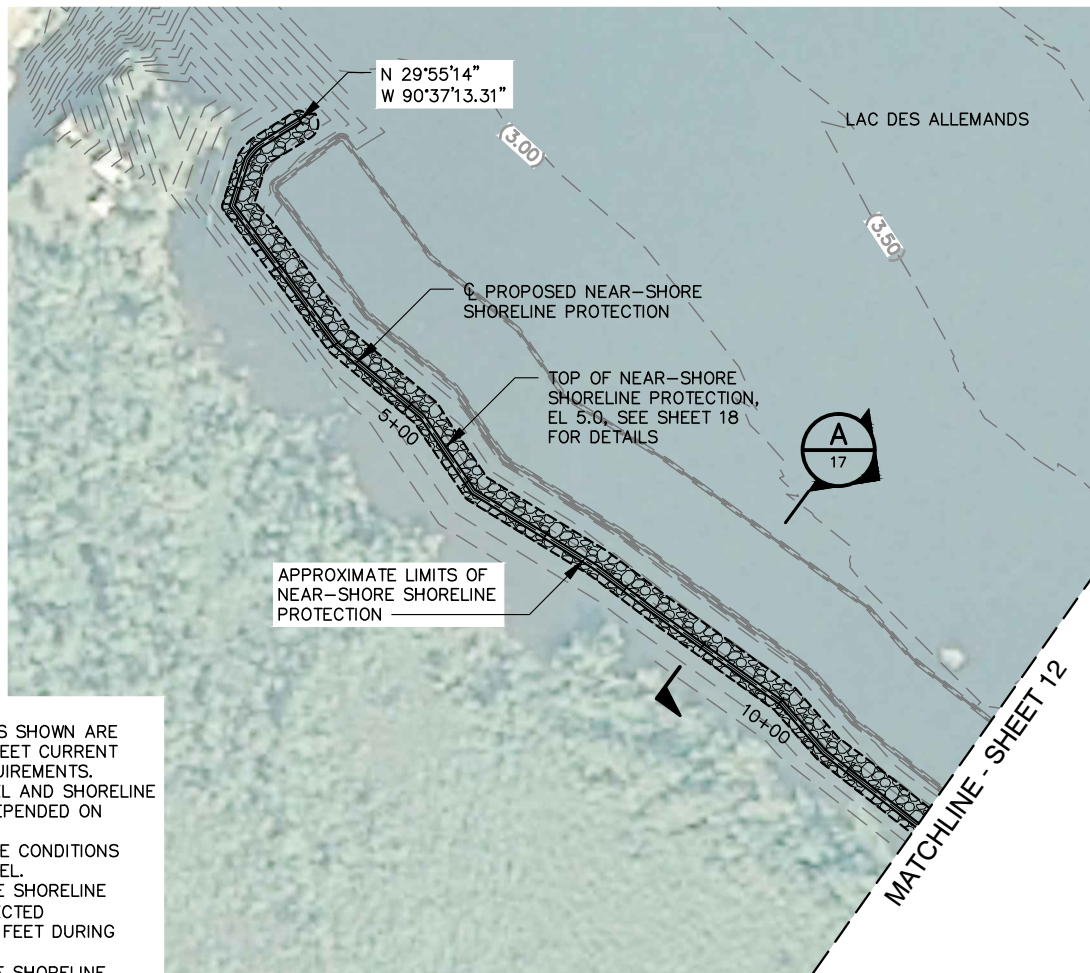 N 29°55'14"
W 90°37'13.31"
LAC DES ALLEMANDS
(3.00)
(3.50)
℄ PROPOSED NEAR-SHORE
SHORELINE PROTECTION
TOP OF NEAR-SHORE
SHORELINE PROTECTION,
EL 5.0, SEE SHEET 18
FOR DETAILS
5+00
A
17
APPROXIMATE LIMITS OF
NEAR-SHORE SHORELINE
PROTECTION
10+00
MATCHLINE - SHEET 12
S SHOWN ARE
EET CURRENT
UIREMENTS.
EL AND SHORELINE
EPENDED ON
E CONDITIONS
EL.
E SHORELINE
ECTED
FEET DURING
E SHORELINE